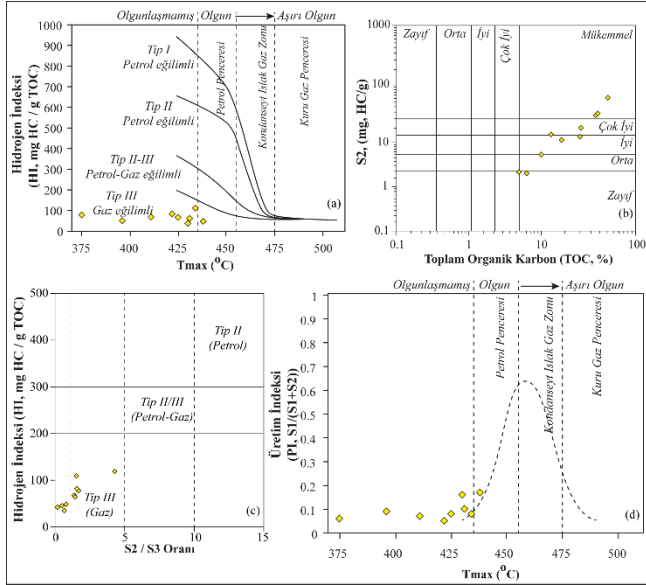 Olgunlaşmamış Olgun Aşırı Olgun
Hidrojen İndeksi
(HI, mg HC / g TOC)
1000
900
800
700
600
500
400
300
200
100
0
Tip I
Petrol eğilimli
Tip II
Petrol eğilimli
Tip II-III
Petrol-Gaz eğilimli
Tip III
Gaz eğilimli
Petrol Penceresi
Kondanseyt Islak Gaz Zonu
Kuru Gaz Penceresi
(a)
375 400 425 450 475 500
Tmax (°C)
S2, (mg, HC/g)
1000
100
10
1
0.1
Zayıf Orta İyi Çok İyi Mükemmel
Çok İyi
İyi
Orta
Zayıf
(b)
0.1 1 10 100
Toplam Organik Karbon (TOC, %)
Hidrojen İndeksi (HI, mg HC / g TOC)
500
400
300
200
100
0
Tip II
(Petrol)
Tip II/III
(Petrol-Gaz)
Tip III
(Gaz)
(c)
0 5 10 15
S2 / S3 Oranı
Olgunlaşmamış Olgun Aşırı Olgun
Üretim İndeksi
(PI, S1/(S1+S2)
1
0.9
0.8
0.7
0.6
0.5
0.4
0.3
0.2
0.1
0
Petrol Penceresi
Kondanseyt Islak Gaz Zonu
Kuru Gaz Penceresi
(d)
375 400 425 450 475 500
Tmax (°C)